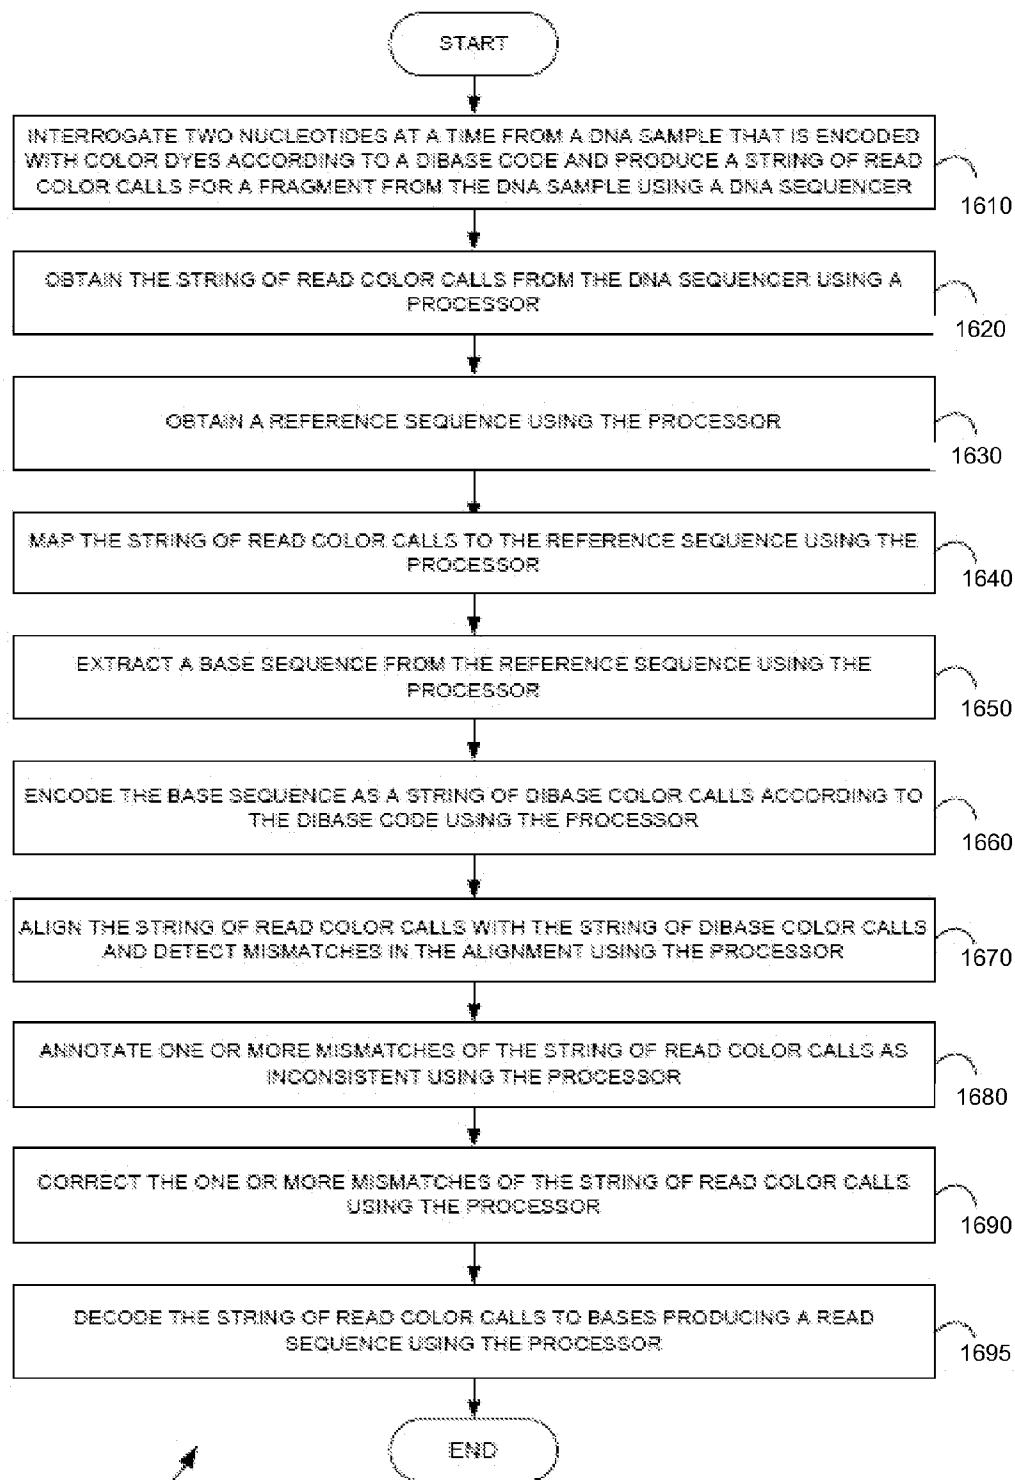 START
INTERROGATE TWO NUCLEOTIDES AT A TIME FROM A DNA SAMPLE THAT IS ENCODED
WITH COLOR DYES ACCORDING TO A DIBASE CODE AND PRODUCE A STRING OF READ
COLOR CALLS FOR A FRAGMENT FROM THE DNA SAMPLE USING A DNA SEQUENCER
1610
OBTAIN THE STRING OF READ COLOR CALLS FROM THE DNA SEQUENCER USING A
PROCESSOR
1620
OBTAIN A REFERENCE SEQUENCE USING THE PROCESSOR
1630
MAP THE STRING OF READ COLOR CALLS TO THE REFERENCE SEQUENCE USING THE
PROCESSOR
1640
EXTRACT A BASE SEQUENCE FROM THE REFERENCE SEQUENCE USING THE
PROCESSOR
1650
ENCODE THE BASE SEQUENCE AS A STRING OF DIBASE COLOR CALLS ACCORDING TO
THE DIBASE CODE USING THE PROCESSOR
1660
ALIGN THE STRING OF READ COLOR CALLS WITH THE STRING OF DIBASE COLOR CALLS
AND DETECT MISMATCHES IN THE ALIGNMENT USING THE PROCESSOR
1670
ANNOTATE ONE OR MORE MISMATCHES OF THE STRING OF READ COLOR CALLS AS
INCONSISTENT USING THE PROCESSOR
1680
CORRECT THE ONE OR MORE MISMATCHES OF THE STRING OF READ COLOR CALLS
USING THE PROCESSOR
1690
DECODE THE STRING OF READ COLOR CALLS TO BASES PRODUCING A READ
SEQUENCE USING THE PROCESSOR
1695
END